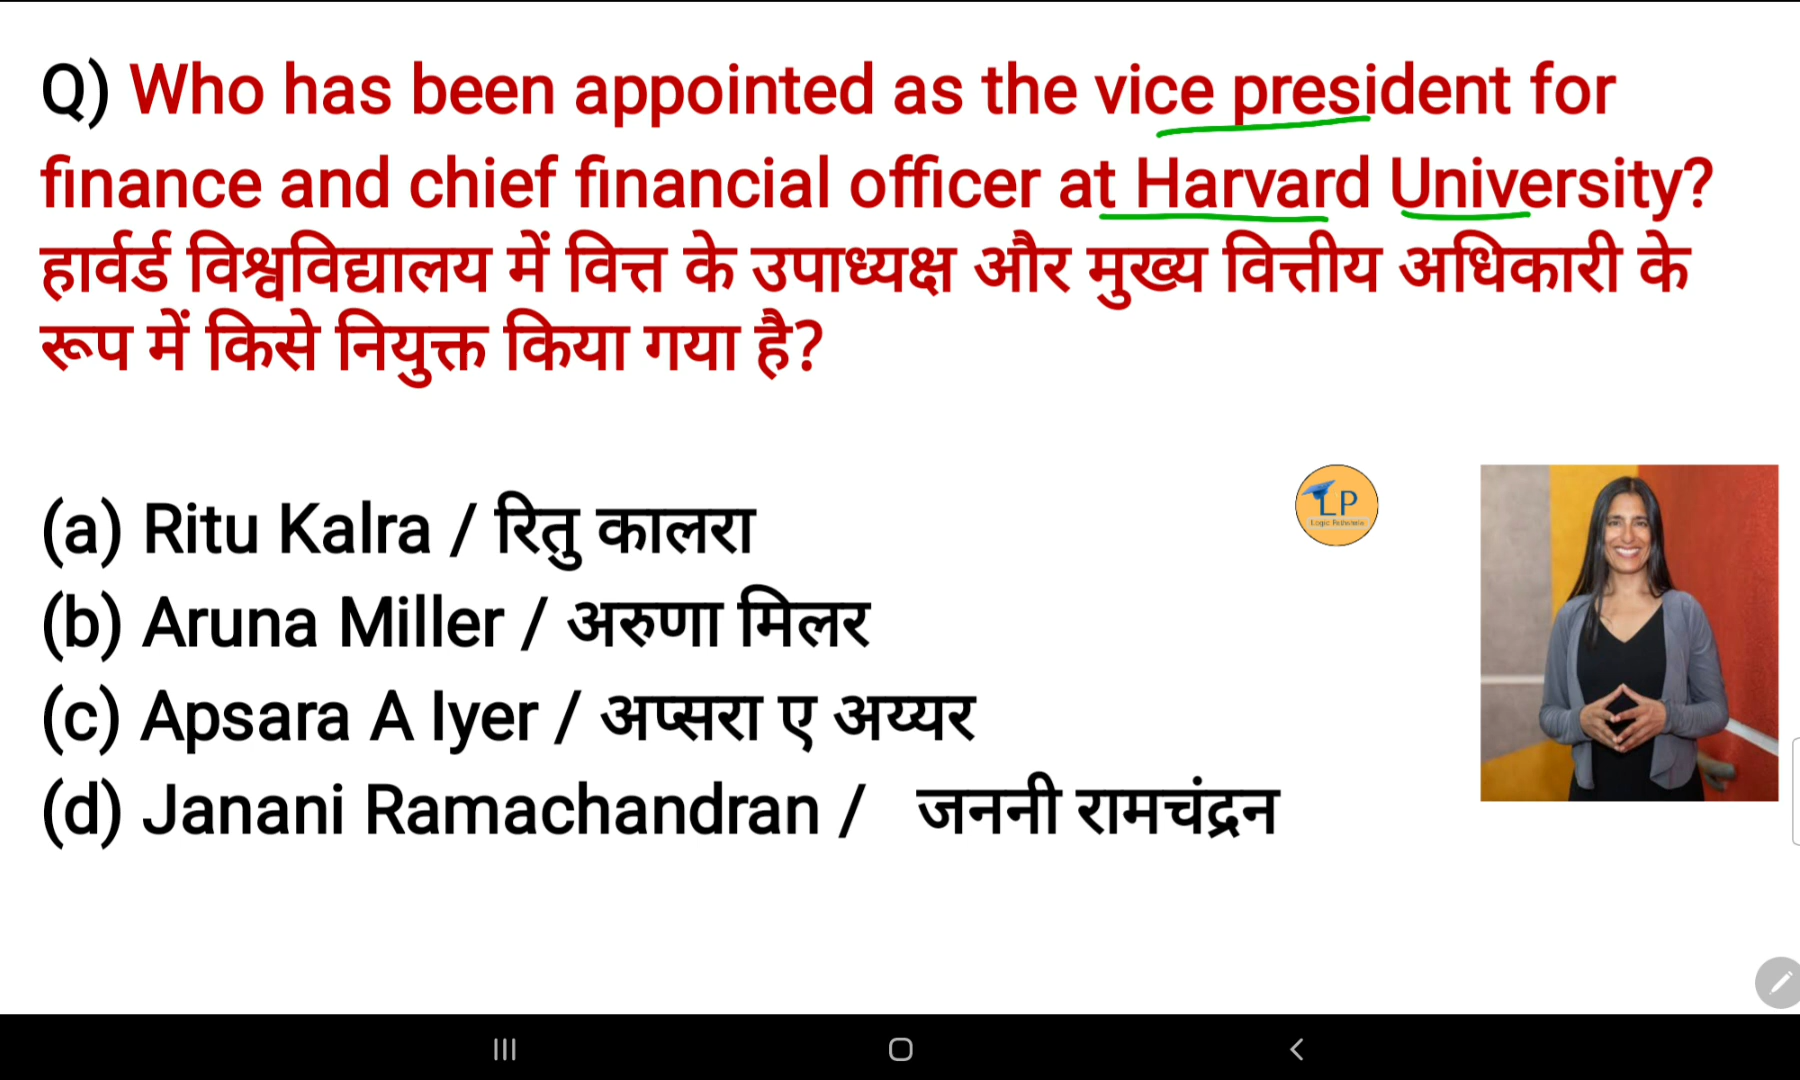 Q) Who has been appointed as the vice president for
finance and chief financial officer at Harvard University?
हार्वर्ड विश्वविद्यालय में वित्त के उपाध्यक्ष और मुख्य वित्तीय अधिकारी के
रूप में किसे नियुक्त किया गया है?
(a) Ritu Kalra / रितु कालरा
(b) Aruna Miller / अरुणा मिलर
(c) Apsara A Iyer / अप्सरा ए अय्यर
(d) Janani Ramachandran / जननी रामचंद्रन
LP
Logic